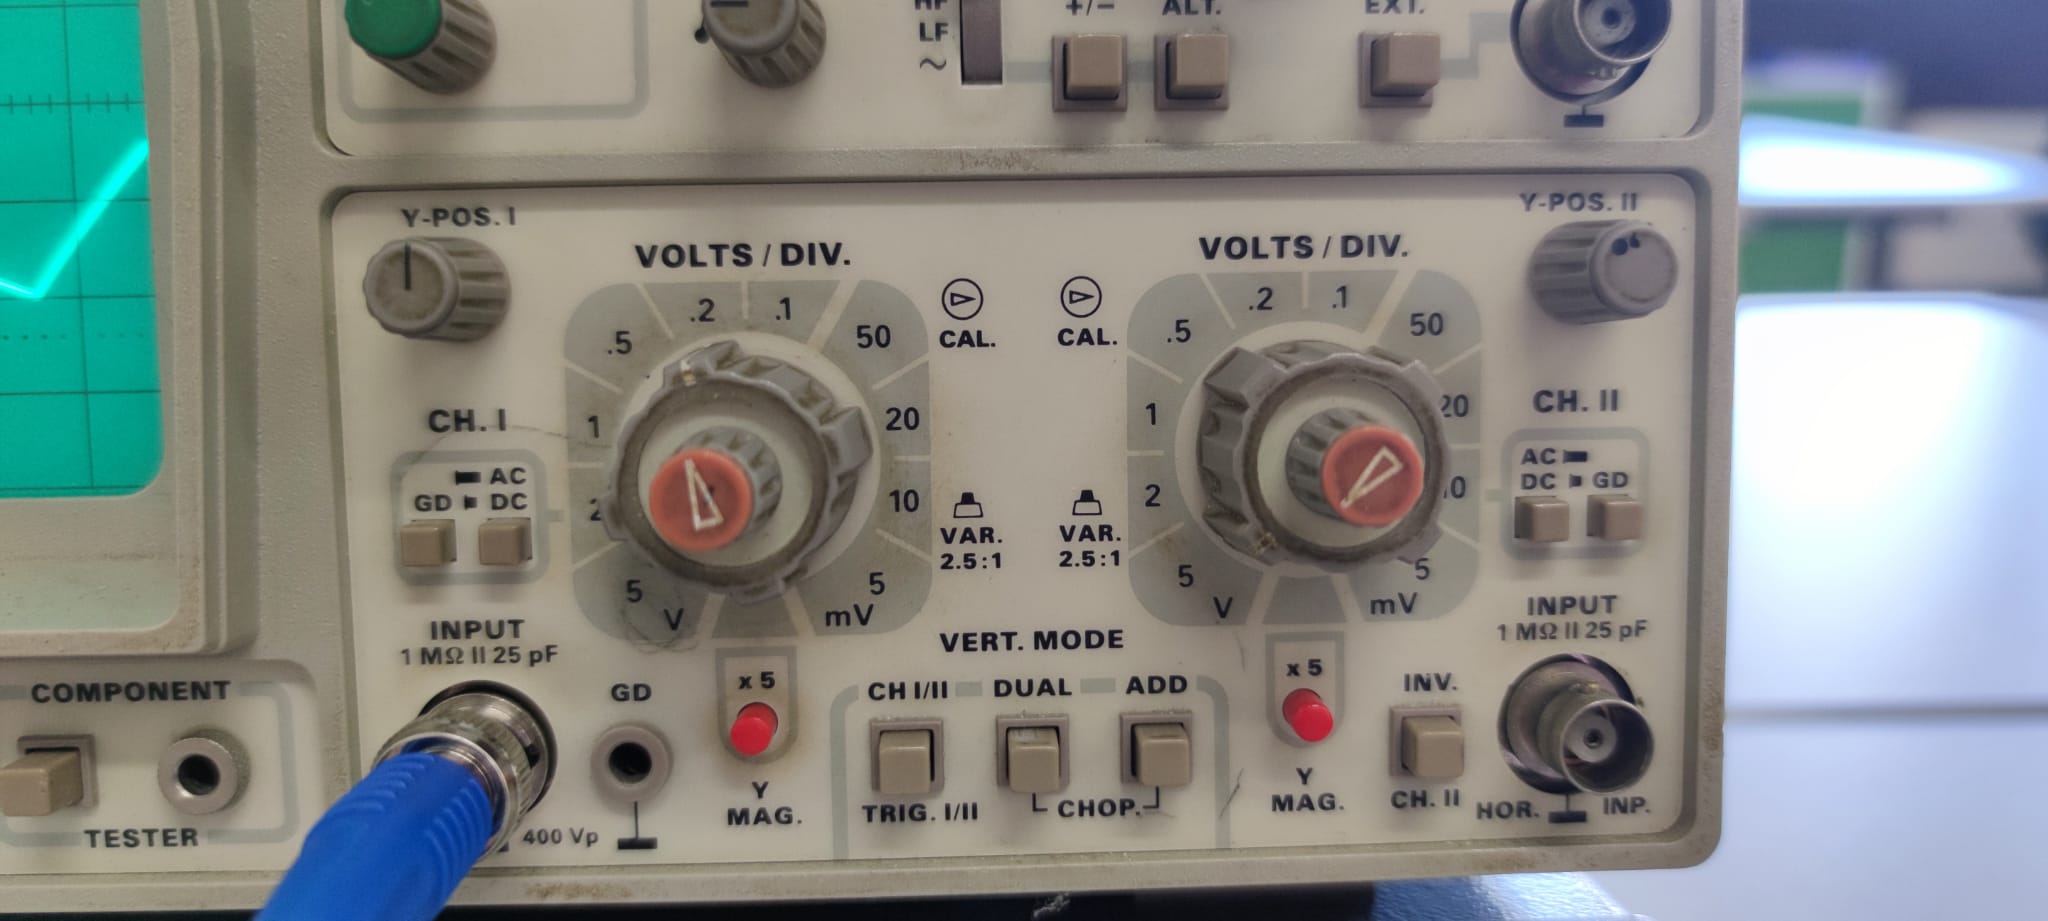 HF
LF
~
+/−
ALT.
EXT.
Y-POS. I
VOLTS / DIV.
.5
.2
.1
50
20
10
5
mV
1
2
5
V
CAL.
VAR.
2.5:1
CH. I
AC
GD
DC
INPUT
1 MΩ II 25 pF
400 Vp
GD
x 5
Y
MAG.
VERT. MODE
CH I/II
DUAL
ADD
TRIG. I/II
CHOP.
CAL.
VAR.
2.5:1
VOLTS / DIV.
.5
.2
.1
50
20
10
5
mV
1
2
5
V
x 5
Y
MAG.
Y-POS. II
CH. II
AC
DC
GD
INPUT
1 MΩ II 25 pF
INV.
CH. II
HOR.
INP.
COMPONENT
TESTER